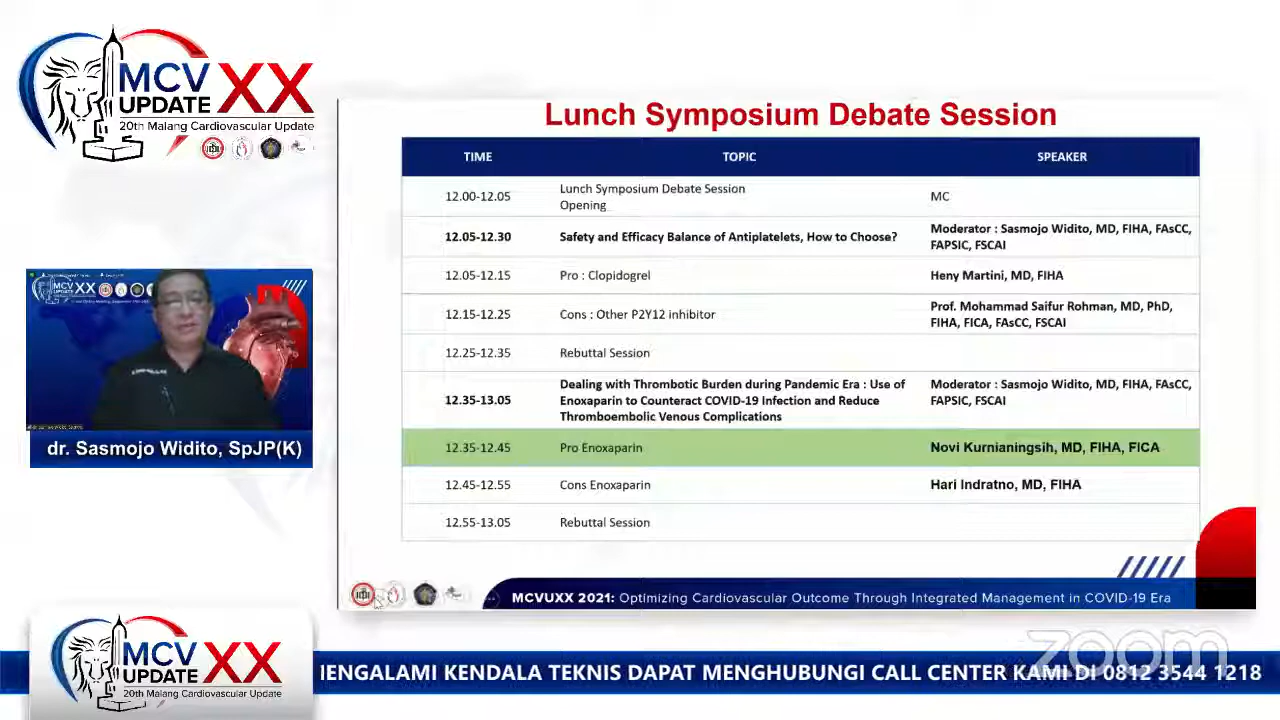 MCV
UPDATE
XX
20th Malang Cardiovascular Update
Lunch Symposium Debate Session
TIME TOPIC SPEAKER
12.00-12.05 Lunch Symposium Debate Session
Opening MC
12.05-12.30 Safety and Efficacy Balance of Antiplatelets, How to Choose? Moderator : Sasmojo Widito, MD, FIHA, FAsCC,
FAPSIC, FSCAI
12.05-12.15 Pro : Clopidogrel Heny Martini, MD, FIHA
12.15-12.25 Cons : Other P2Y12 inhibitor Prof. Mohammad Saifur Rohman, MD, PhD,
FIHA, FICA, FAsCC, FSCAI
12.25-12.35 Rebuttal Session
12.35-13.05 Dealing with Thrombotic Burden during Pandemic Era : Use of
Enoxaparin to Counteract COVID-19 Infection and Reduce
Thromboembolic Venous Complications Moderator : Sasmojo Widito, MD, FIHA, FAsCC,
FAPSIC, FSCAI
12.35-12.45 Pro Enoxaparin Novi Kurnianingsih, MD, FIHA, FICA
12.45-12.55 Cons Enoxaparin Hari Indratno, MD, FIHA
12.55-13.05 Rebuttal Session
MCV
UPDATE XX
dr. Sasmojo Widito, SpJP(K)
MCVUXX 2021: Optimizing Cardiovascular Outcome Through Integrated Management in COVID-19 Era
zoom
MCV
UPDATE
XX
20th Malang Cardiovascular Update
IENGALAMI KENDALA TEKNIS DAPAT MENGHUBUNGI CALL CENTER KAMI DI 0812 3544 1218